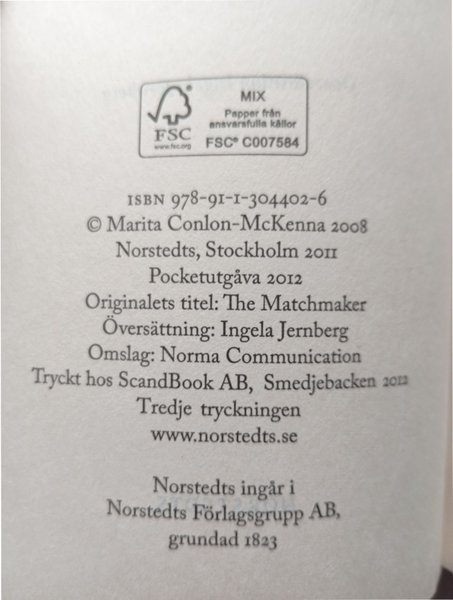 FSC
www.fsc.org
MIX
Papper från
ansvarsfulla källor
FSC® C007584
ISBN 978-91-1-304402-6
© Marita Conlon-McKenna 2008
Norstedts, Stockholm 2011
Pocketutgåva 2012
Originalets titel: The Matchmaker
Översättning: Ingela Jernberg
Omslag: Norma Communication
Tryckt hos ScandBook AB, Smedjebacken 2012
Tredje tryckningen
www.norstedts.se
Norstedts ingår i
Norstedts Förlagsgrupp AB,
grundad 1823